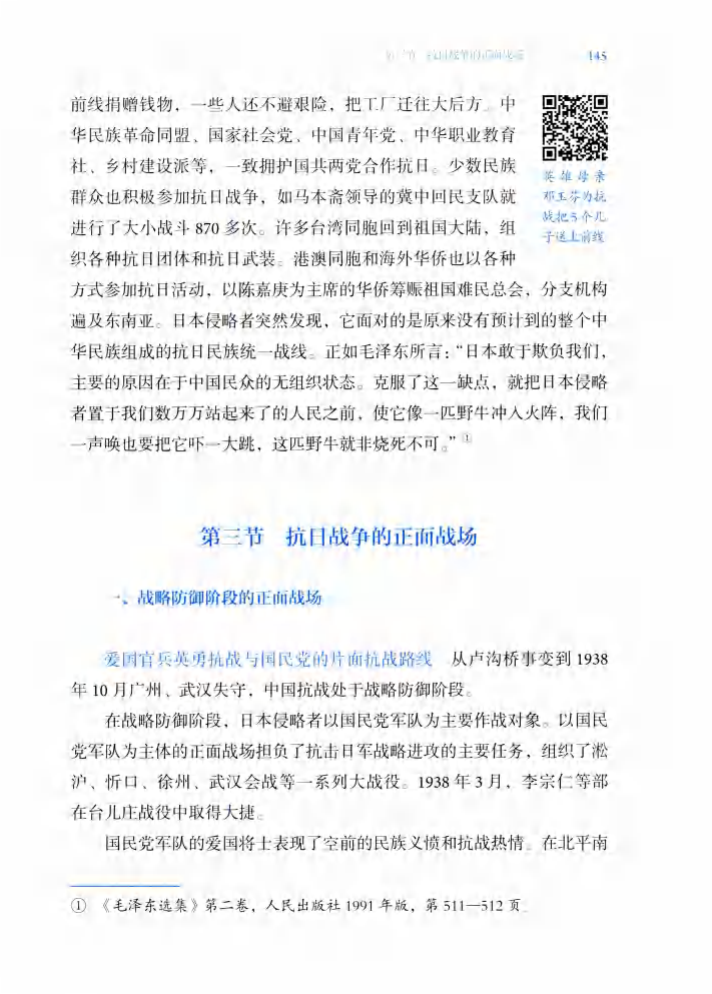 第三节 抗日战争的正面战场 145
前线捐赠钱物，一些人还不避艰险，把工厂迁往大后方。中
华民族革命同盟、国家社会党、中国青年党、中华职业教育
社、乡村建设派等，一致拥护国共两党合作抗日。少数民族
群众也积极参加抗日战争，如马本斋领导的冀中回民支队就
进行了大小战斗 870 多次。许多台湾同胞回到祖国大陆，组
织各种抗日团体和抗日武装。港澳同胞和海外华侨也以各种
英雄母亲
邓玉芬为抗
战把5个儿
子送上前线
方式参加抗日活动，以陈嘉庚为主席的华侨筹赈祖国难民总会，分支机构
遍及东南亚。日本侵略者突然发现，它面对的是原来没有预计到的整个中
华民族组成的抗日民族统一战线。正如毛泽东所言：“日本敢于欺负我们，
主要的原因在于中国民众的无组织状态。克服了这一缺点，就把日本侵略
者置于我们数万万站起来了的人民之前，使它像一匹野牛冲入火阵，我们
一声唤也要把它吓一大跳，这匹野牛就非烧死不可。”①
第三节 抗日战争的正面战场
一、战略防御阶段的正面战场
爱国官兵英勇抗战与国民党的片面抗战路线 从卢沟桥事变到 1938
年 10 月广州、武汉失守，中国抗战处于战略防御阶段。
在战略防御阶段，日本侵略者以国民党军队为主要作战对象。以国民
党军队为主体的正面战场担负了抗击日军战略进攻的主要任务，组织了淞
沪、忻口、徐州、武汉会战等一系列大战役。1938 年 3 月，李宗仁等部
在台儿庄战役中取得大捷。
国民党军队的爱国将士表现了空前的民族义愤和抗战热情。在北平南
① 《毛泽东选集》第二卷，人民出版社 1991 年版，第 511—512 页。